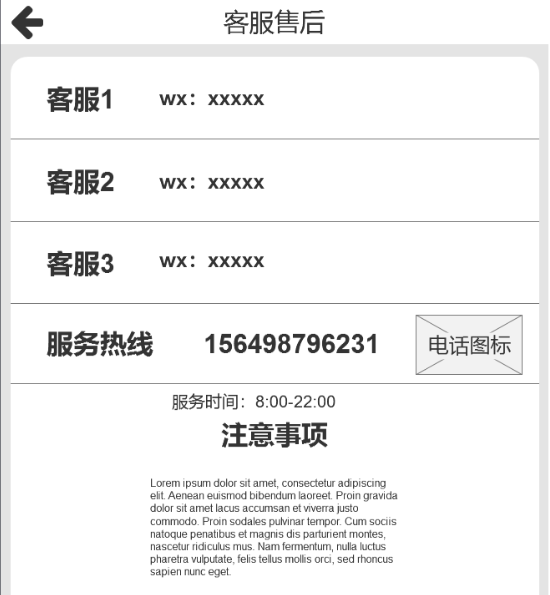 客服售后
客服1 wx：xxxxx
客服2 wx：xxxxx
客服3 wx：xxxxx
服务热线 156498796231 电话图标
服务时间：8:00-22:00
注意事项
Lorem ipsum dolor sit amet, consectetur adipiscing
elit. Aenean euismod bibendum laoreet. Proin gravida
dolor sit amet lacus accumsan et viverra justo
commodo. Proin sodales pulvinar tempor. Cum sociis
natoque penatibus et magnis dis parturient montes,
nascetur ridiculus mus. Nam fermentum, nulla luctus
pharetra vulputate, felis tellus mollis orci, sed rhoncus
sapien nunc eget.